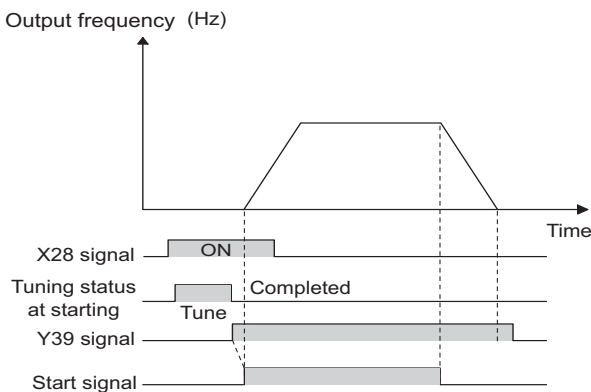 Output frequency (Hz)
Time
X28 signal
ON
Tuning status
at starting
Tune
Completed
Y39 signal
Start signal